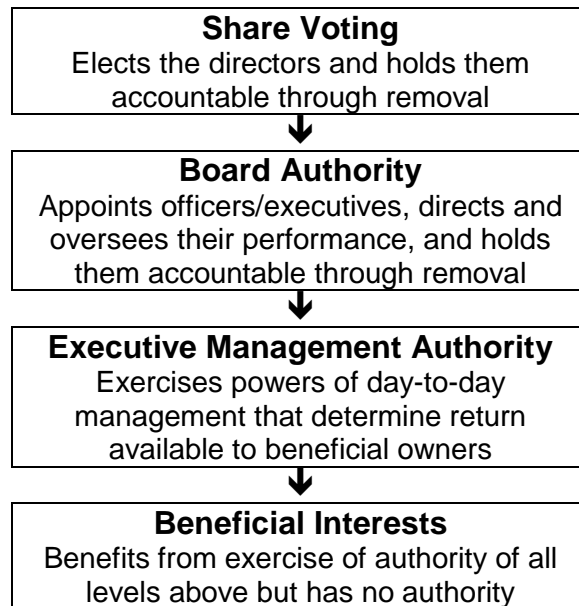 Share Voting
Elects the directors and holds them
accountable through removal
Board Authority
Appoints officers/executives, directs and
oversees their performance, and holds
them accountable through removal
Executive Management Authority
Exercises powers of day-to-day
management that determine return
available to beneficial owners
Beneficial Interests
Benefits from exercise of authority of all
levels above but has no authority